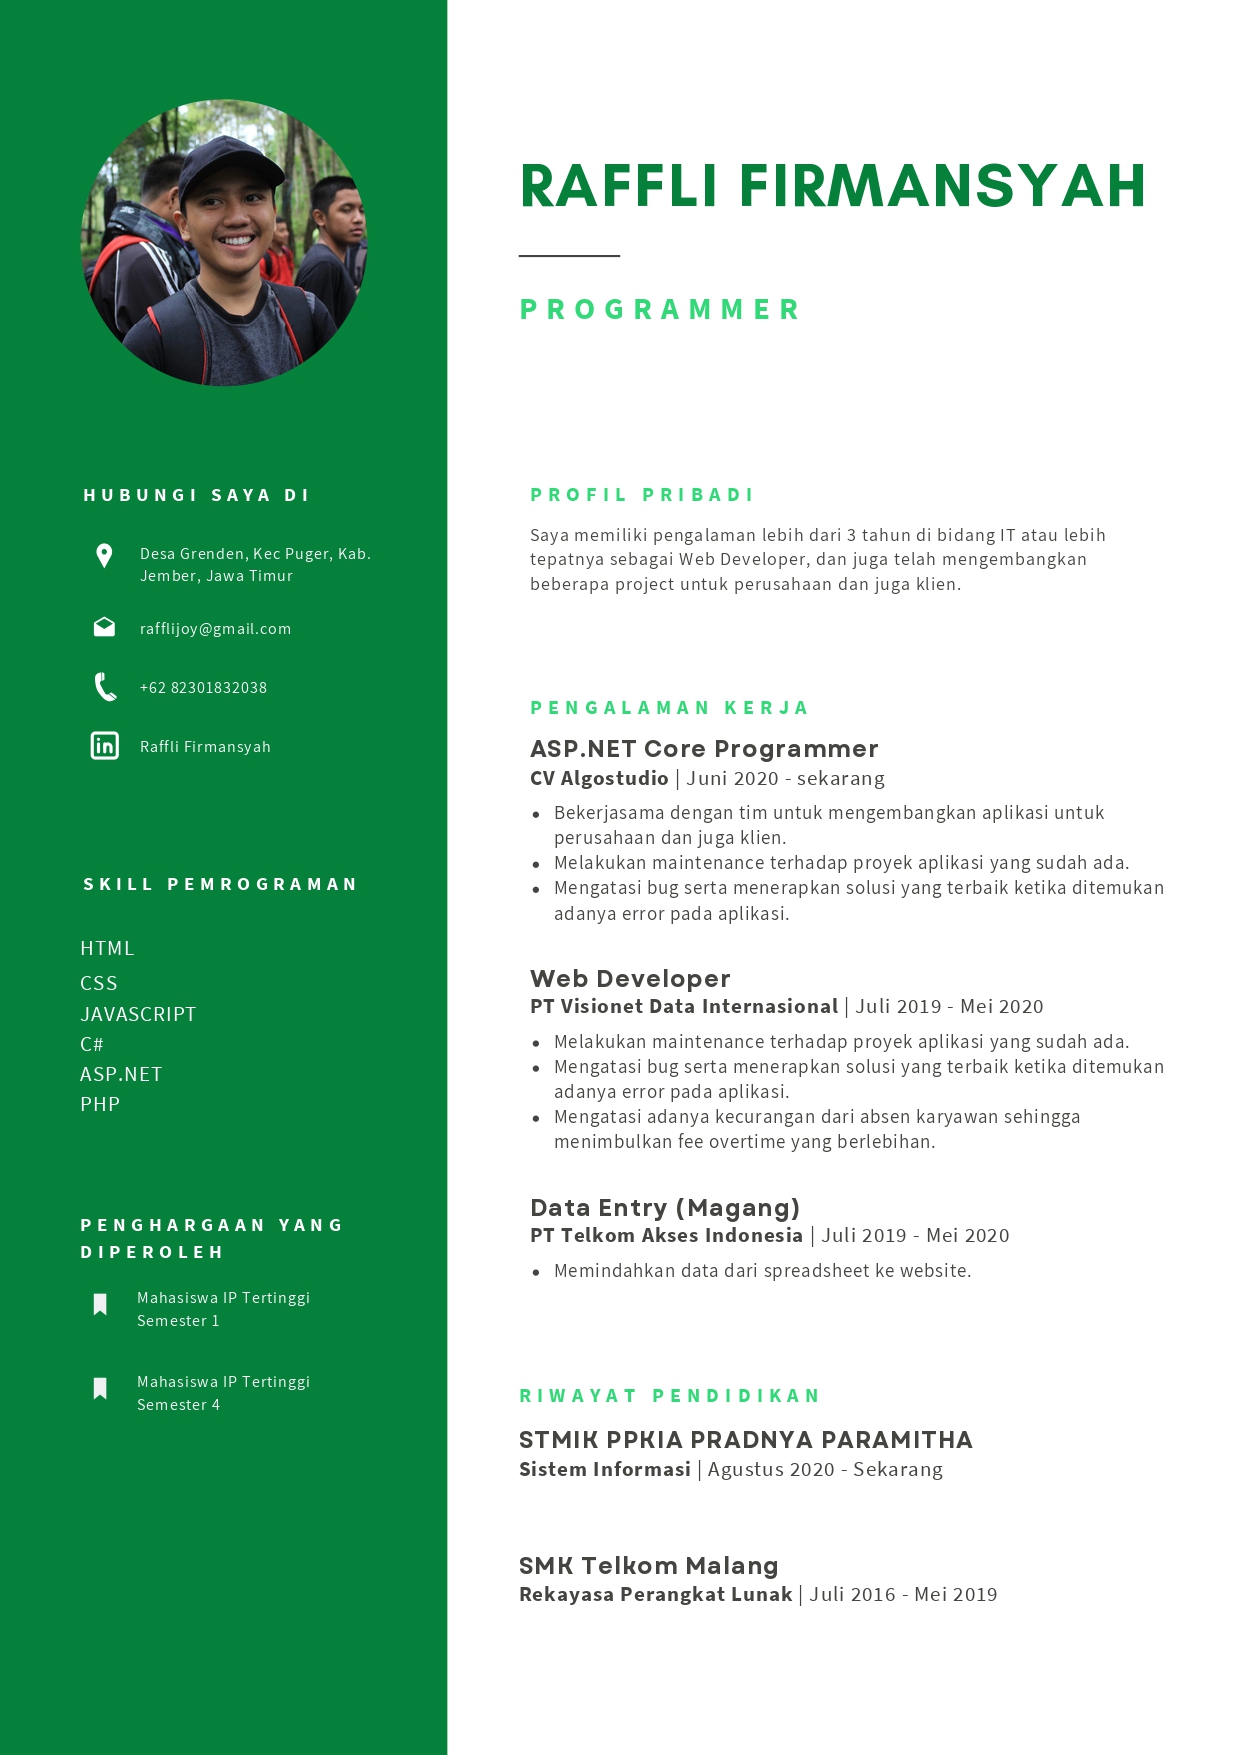 RAFFLI FIRMANSYAH
PROGRAMMER
HUBUNGI SAYA DI
Desa Grenden, Kec Puger, Kab.
Jember, Jawa Timur
rafflijoy@gmail.com
+62 82301832038
Raffli Firmansyah
SKILL PEMROGRAMAN
HTML
CSS
JAVASCRIPT
C#
ASP.NET
PHP
PENGHARGAAN YANG
DIPEROLEH
Mahasiswa IP Tertinggi
Semester 1
Mahasiswa IP Tertinggi
Semester 4
PROFIL PRIBADI
Saya memiliki pengalaman lebih dari 3 tahun di bidang IT atau lebih
tepatnya sebagai Web Developer, dan juga telah mengembangkan
beberapa project untuk perusahaan dan juga klien.
PENGALAMAN KERJA
ASP.NET Core Programmer
CV Algostudio | Juni 2020 - sekarang
• Bekerjasama dengan tim untuk mengembangkan aplikasi untuk
perusahaan dan juga klien.
• Melakukan maintenance terhadap proyek aplikasi yang sudah ada.
• Mengatasi bug serta menerapkan solusi yang terbaik ketika ditemukan
adanya error pada aplikasi.
Web Developer
PT Visionet Data Internasional | Juli 2019 - Mei 2020
• Melakukan maintenance terhadap proyek aplikasi yang sudah ada.
• Mengatasi bug serta menerapkan solusi yang terbaik ketika ditemukan
adanya error pada aplikasi.
• Mengatasi adanya kecurangan dari absen karyawan sehingga
menimbulkan fee overtime yang berlebihan.
Data Entry (Magang)
PT Telkom Akses Indonesia | Juli 2019 - Mei 2020
• Memindahkan data dari spreadsheet ke website.
RIWAYAT PENDIDIKAN
STMIK PPKIA PRADNYA PARAMITHA
Sistem Informasi | Agustus 2020 - Sekarang
SMK Telkom Malang
Rekayasa Perangkat Lunak | Juli 2016 - Mei 2019